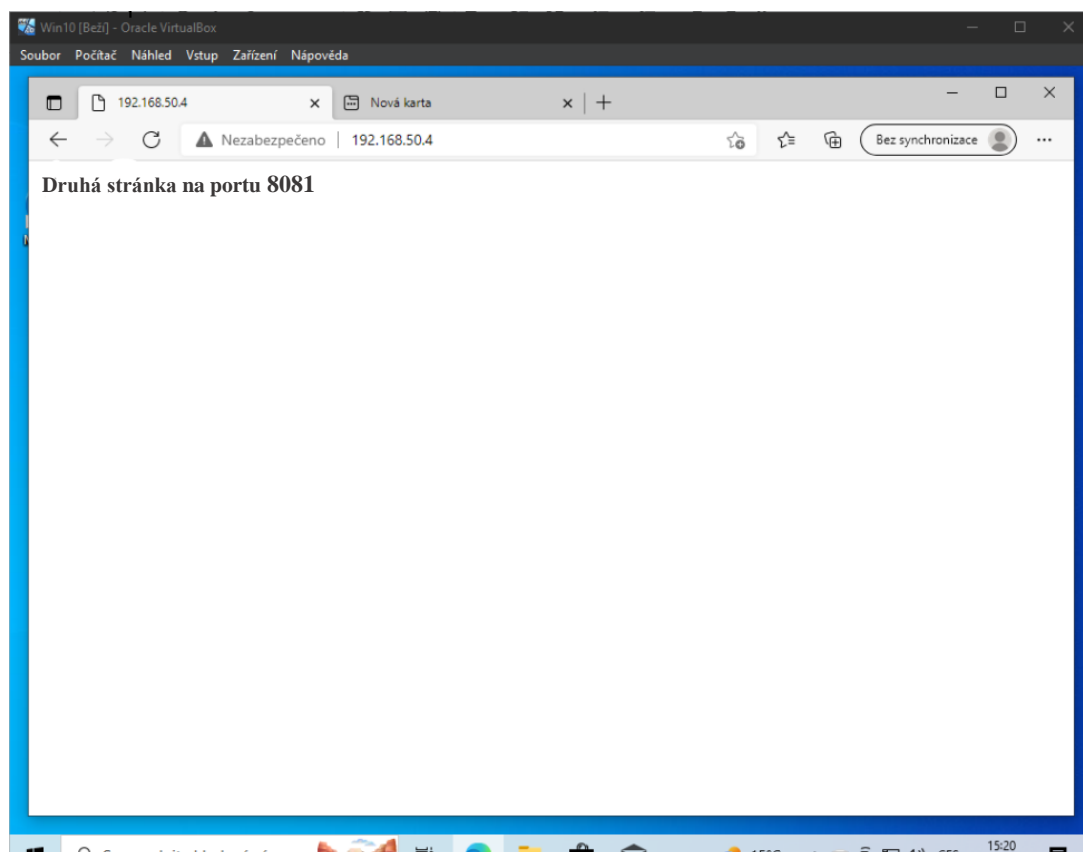 Win10 [Beží] - Oracle VirtualBox
Soubor Počítač Náhled Vstup Zařízení Nápověda
192.168.50.4
Nová karta
Nezabezpečeno 192.168.50.4
Bez synchronizace
Druhá stránka na portu 8081
15:20